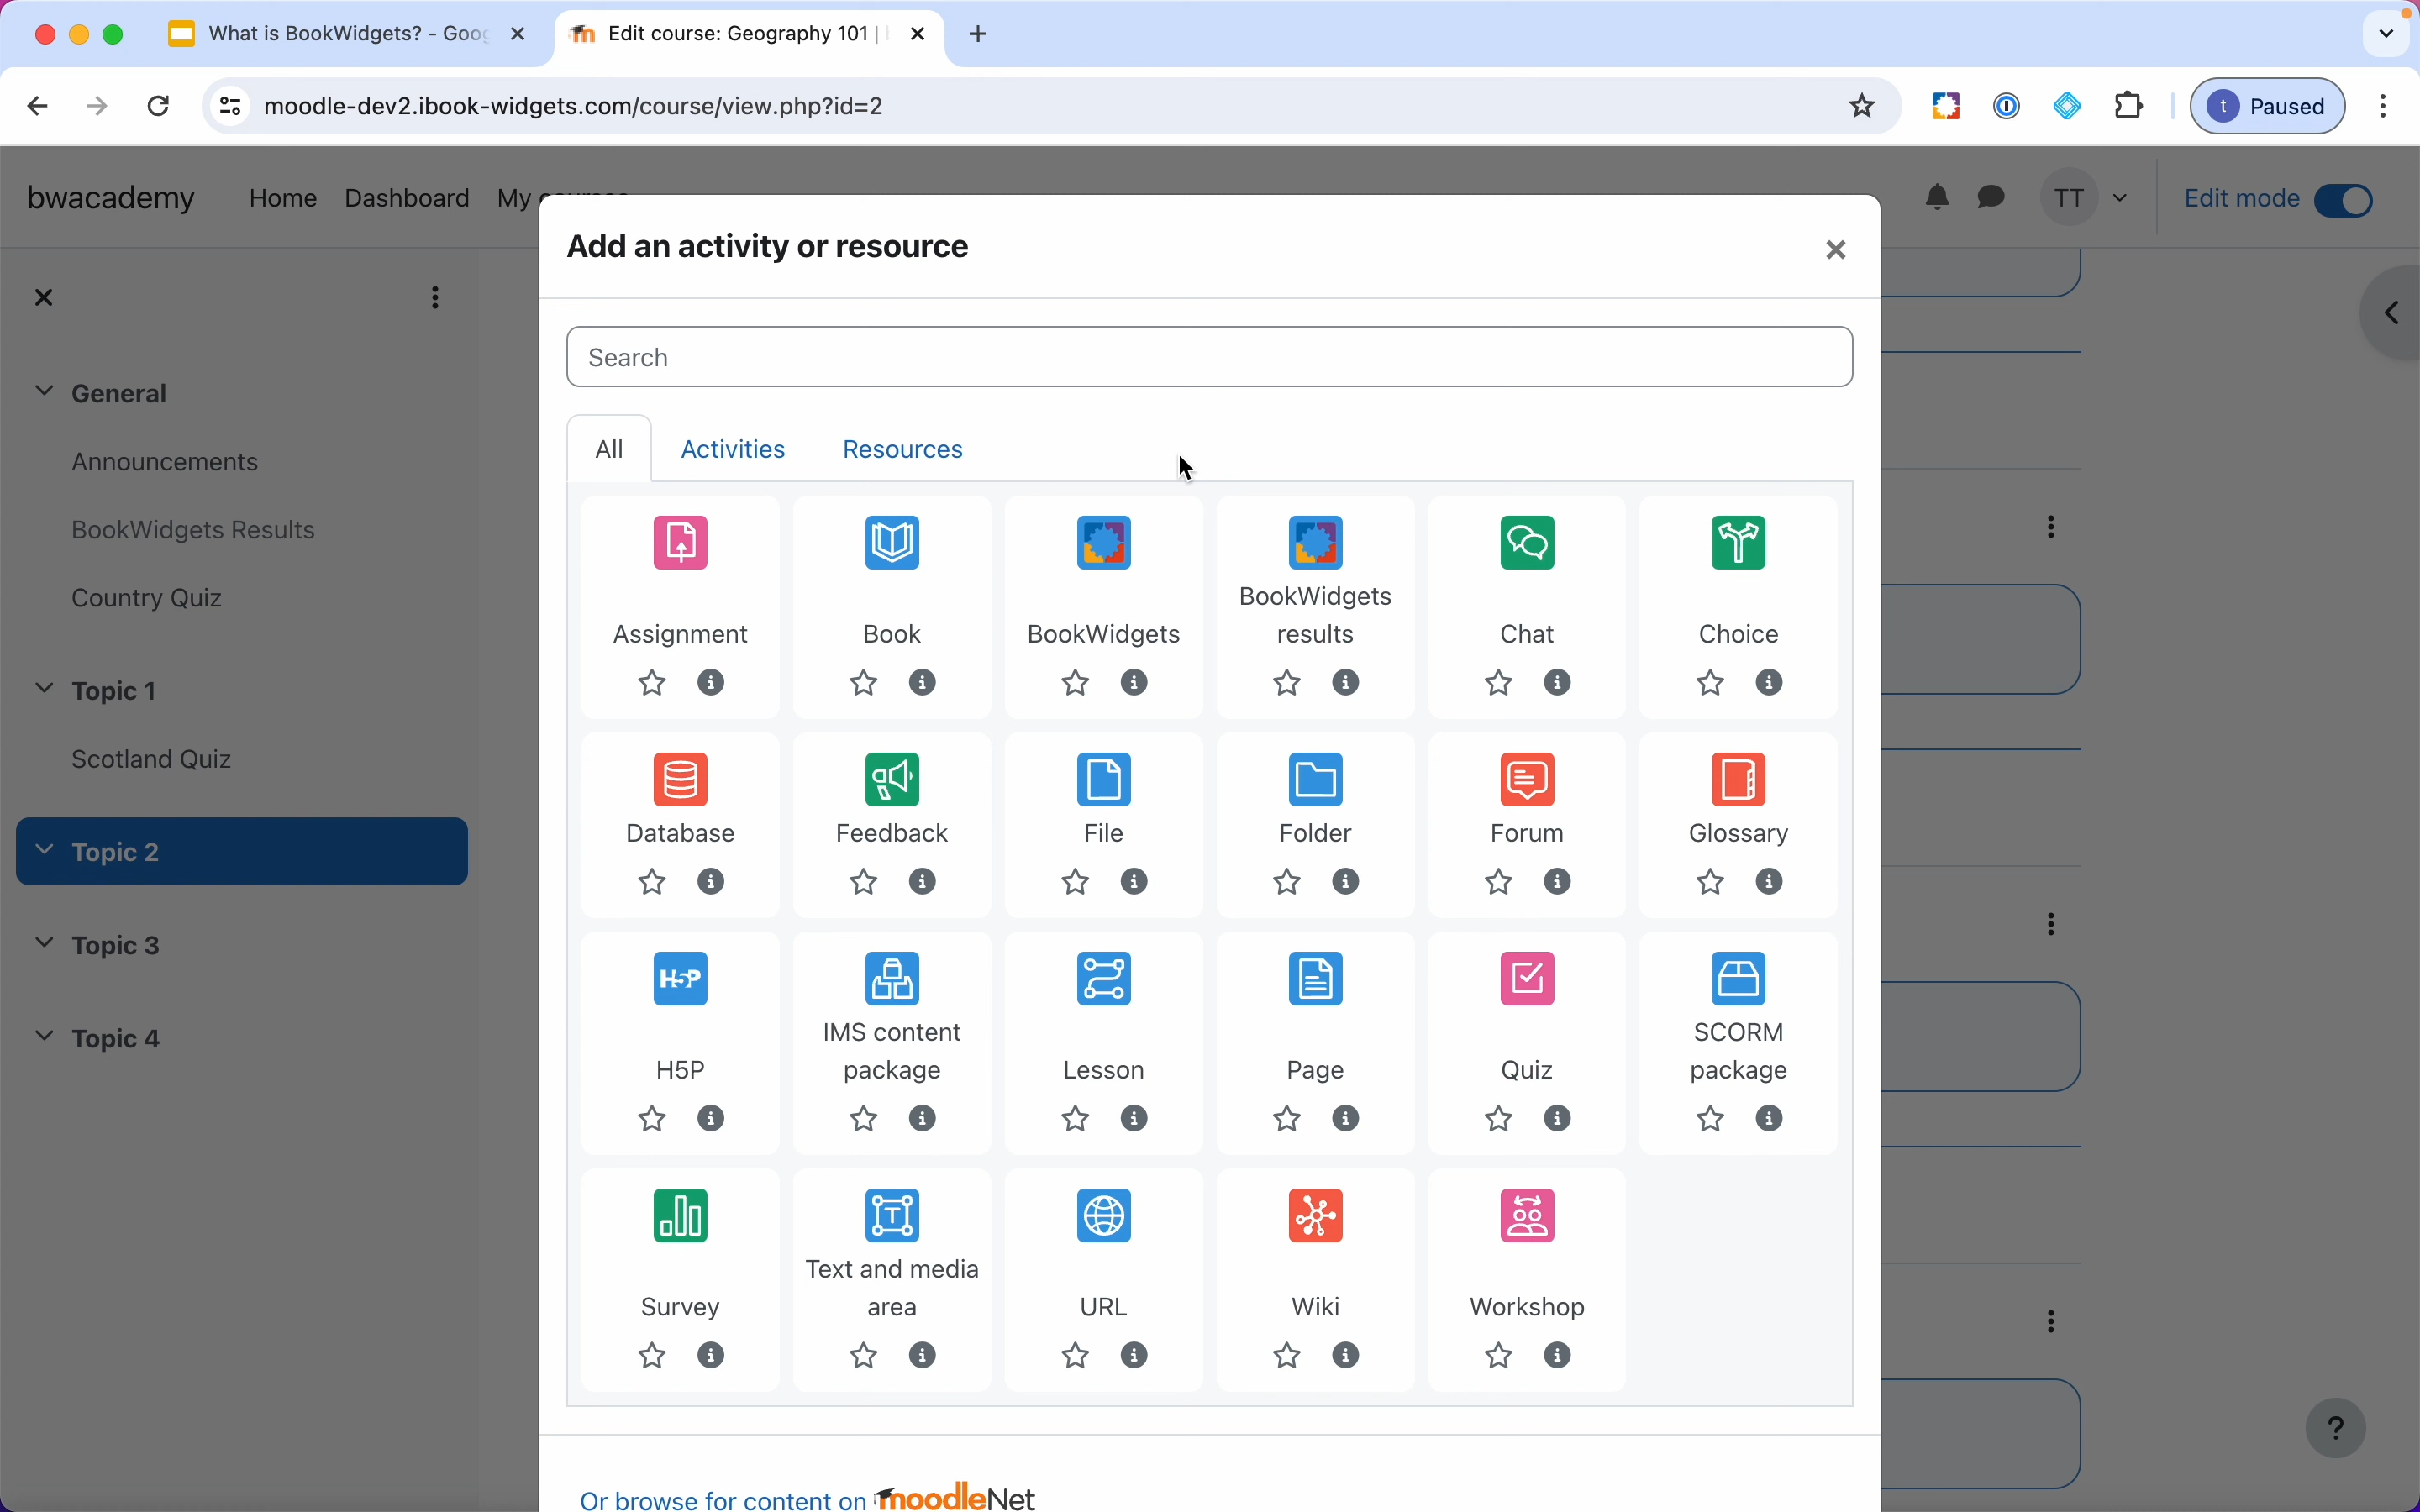 What is BookWidgets? - Goog
Edit course: Geography 101 |
moodle-dev2.ibook-widgets.com/course/view.php?id=2
t Paused
bwacademy
Home
Dashboard
My
TT
Edit mode
Add an activity or resource
Search
General
Announcements
BookWidgets Results
Country Quiz
Topic 1
Scotland Quiz
Topic 2
Topic 3
Topic 4
All
Activities
Resources
Assignment
Book
BookWidgets
BookWidgets
results
Chat
Choice
Database
Feedback
File
Folder
Forum
Glossary
H5P
H5P
IMS content
package
Lesson
Page
Quiz
SCORM
package
Survey
T
Text and media
area
URL
Wiki
Workshop
Or browse for content on moodleNet
?